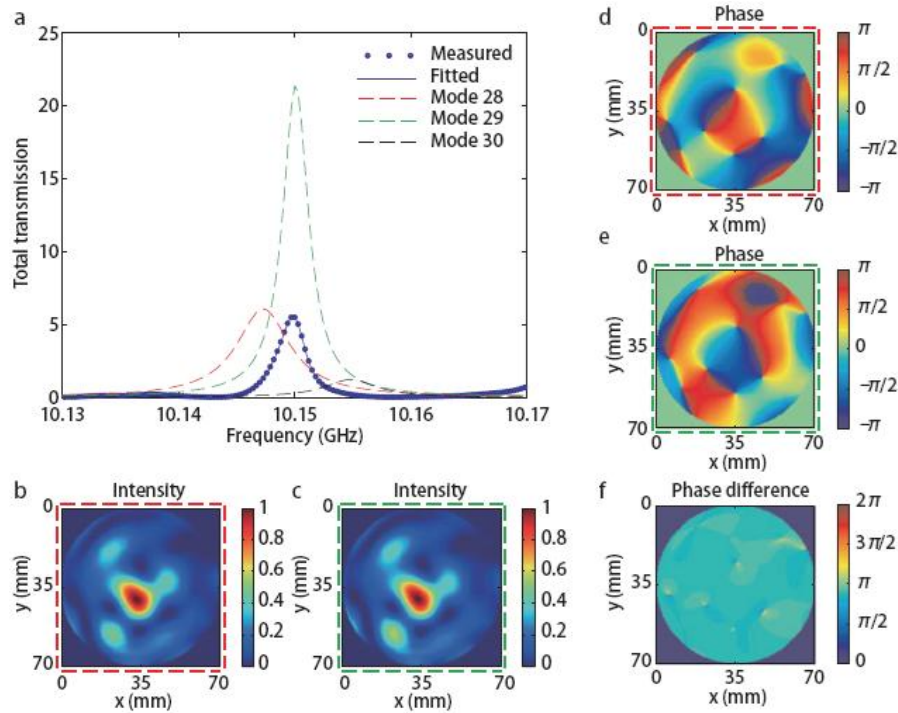 a
25
20
15
10
5
0
Total transmission
10.13 10.14 10.15 10.16 10.17
Frequency (GHz)
Measured
Fitted
Mode 28
Mode 29
Mode 30
b
Intensity
0
35
70
y (mm)
0 35 70
x (mm)
1
0.8
0.6
0.4
0.2
0
c
Intensity
0
35
70
y (mm)
0 35 70
x (mm)
1
0.8
0.6
0.4
0.2
0
d
Phase
0
35
70
y (mm)
0 35 70
x (mm)
π
π/2
0
−π/2
−π
e
Phase
0
35
70
y (mm)
0 35 70
x (mm)
π
π/2
0
−π/2
−π
f
Phase difference
0
35
70
y (mm)
0 35 70
x (mm)
2π
3π/2
π
π/2
0